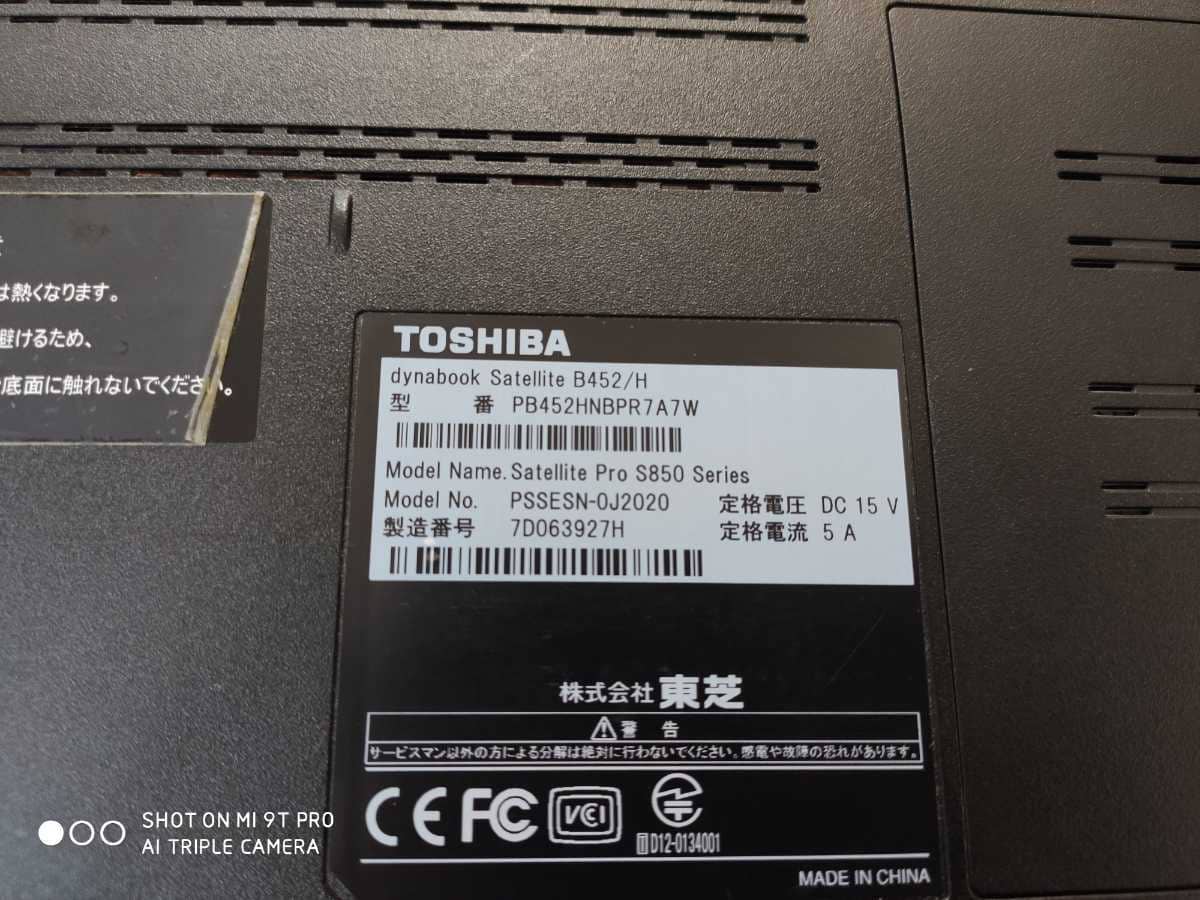 は熱くなります。
避けるため、
底面に触れないでください。
TOSHIBA
dynabook Satellite B452/H
型 番 PB452HNBPR7A7W
Model Name. Satellite Pro S850 Series
Model No. PSSESN-0J2020 定格電圧 DC 15 V
製造番号 7D063927H 定格電流 5 A
株式会社 東芝
警 告
サービスマン以外の方による分解は絶対に行わないでください。感電や故障の恐れがあります。
CE FC VCI
T D12-0134001
MADE IN CHINA
SHOT ON MI 9T PRO
AI TRIPLE CAMERA